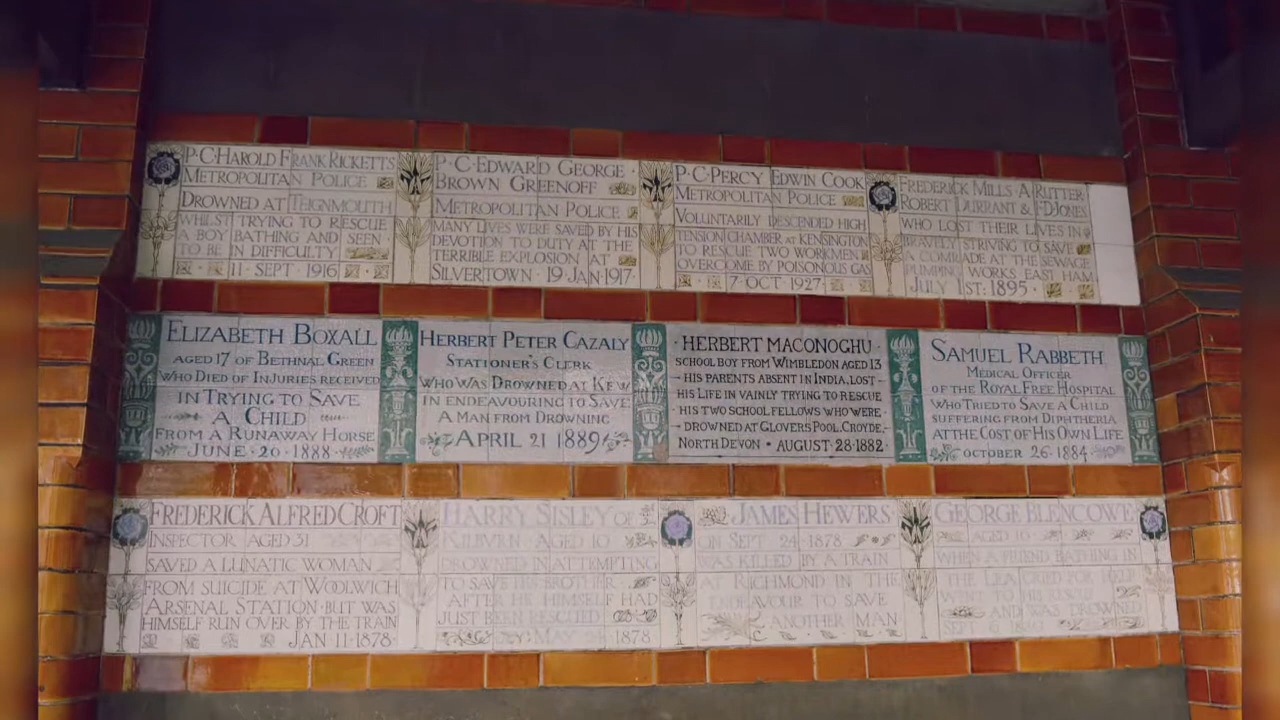 P·C·HAROLD FRANK RICKETTS
METROPOLITAN POLICE
DROWNED AT TEIGNMOUTH
WHILST TRYING TO RESCUE
A BOY BATHING AND SEEN
TO BE IN DIFFICULTY
11 SEPT 1916
P·C·EDWARD GEORGE
BROWN GREENOFF
METROPOLITAN POLICE
MANY LIVES WERE SAVED BY HIS
DEVOTION TO DUTY AT THE
TERRIBLE EXPLOSION AT
SILVERTOWN · 19 JAN 1917
P·C·PERCY EDWIN COOK
METROPOLITAN POLICE
VOLUNTARILY DESCENDED HIGH
TENSION CHAMBER AT KENSINGTON
TO RESCUE TWO WORKMEN
OVERCOME BY POISONOUS GAS
7 OCT 1927
FREDERICK MILLS · A RUTTER
ROBERT DURRANT & F·D·JONES
WHO LOST THEIR LIVES IN
BRAVELY STRIVING TO SAVE
A COMRADE AT THE SEWAGE
PUMPING WORKS EAST HAM
JULY 1ST: 1895
ELIZABETH BOXALL
AGED 17 OF BETHNAL GREEN
WHO DIED OF INJURIES RECEIVED
IN TRYING TO SAVE
A CHILD
FROM A RUNAWAY HORSE
JUNE · 20 · 1888
HERBERT PETER CAZALY
STATIONER'S CLERK
WHO WAS DROWNED AT KEW
IN ENDEAVOURING TO SAVE
A MAN FROM DROWNING
APRIL 21 1889
· HERBERT MACONOGHU ·
SCHOOL BOY FROM WIMBLEDON AGED 13
HIS PARENTS ABSENT IN INDIA, LOST
HIS LIFE IN VAINLY TRYING TO RESCUE
HIS TWO SCHOOL FELLOWS WHO WERE
DROWNED AT GLOVERS POOL, CROYDE,
NORTH DEVON · AUGUST · 28 · 1882
SAMUEL RABBETH
MEDICAL OFFICER
OF THE ROYAL FREE HOSPITAL
WHO TRIED TO SAVE A CHILD
SUFFERING FROM DIPHTHERIA
AT THE COST OF HIS OWN LIFE
OCTOBER 26 · 1884
FREDERICK ALFRED CROFT
INSPECTOR AGED 31
SAVED A LUNATIC WOMAN
FROM SUICIDE AT WOOLWICH
ARSENAL STATION · BUT WAS
HIMSELF RUN OVER BY THE TRAIN
JAN 11 · 1878
HARRY SISLEY OF
KILBURN · AGED 10
DROWNED IN ATTEMPTING
TO SAVE HIS BROTHER
AFTER HE HIMSELF HAD
JUST BEEN RESCUED
MAY 1878
JAMES HEWERS
ON SEPT 24 · 1878
WAS KILLED BY A TRAIN
AT RICHMOND IN THE
ENDEAVOUR TO SAVE
ANOTHER MAN
GEORGE BLENCOWE
AGED 16
WHEN A FRIEND BATHING IN
THE LEA CRIED FOR HELP
WENT TO HIS RESCUE
AND WAS DROWNED